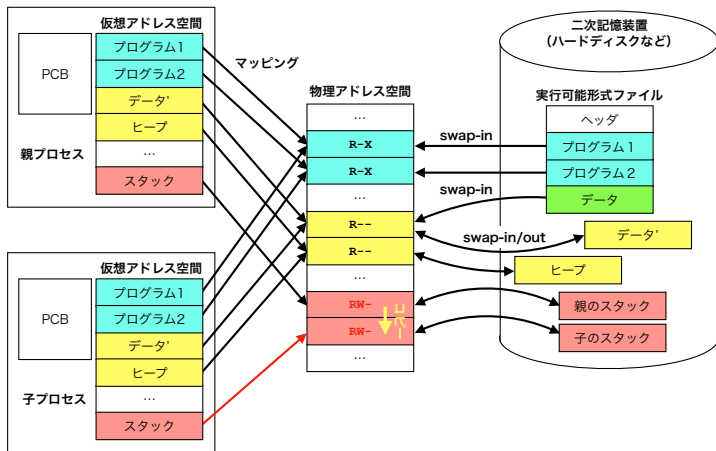 仮想アドレス空間
PCB
プログラム1
プログラム2
データ'
ヒープ
…
スタック
親プロセス
マッピング
仮想アドレス空間
PCB
プログラム1
プログラム2
データ'
ヒープ
…
スタック
子プロセス
物理アドレス空間
…
R-X
R-X
…
R--
R--
…
RW-
RW-
コピー
…
二次記憶装置
（ハードディスクなど）
実行可能形式ファイル
ヘッダ
プログラム1
プログラム2
データ
swap-in
swap-in
swap-in/out
データ'
ヒープ
親のスタック
子のスタック